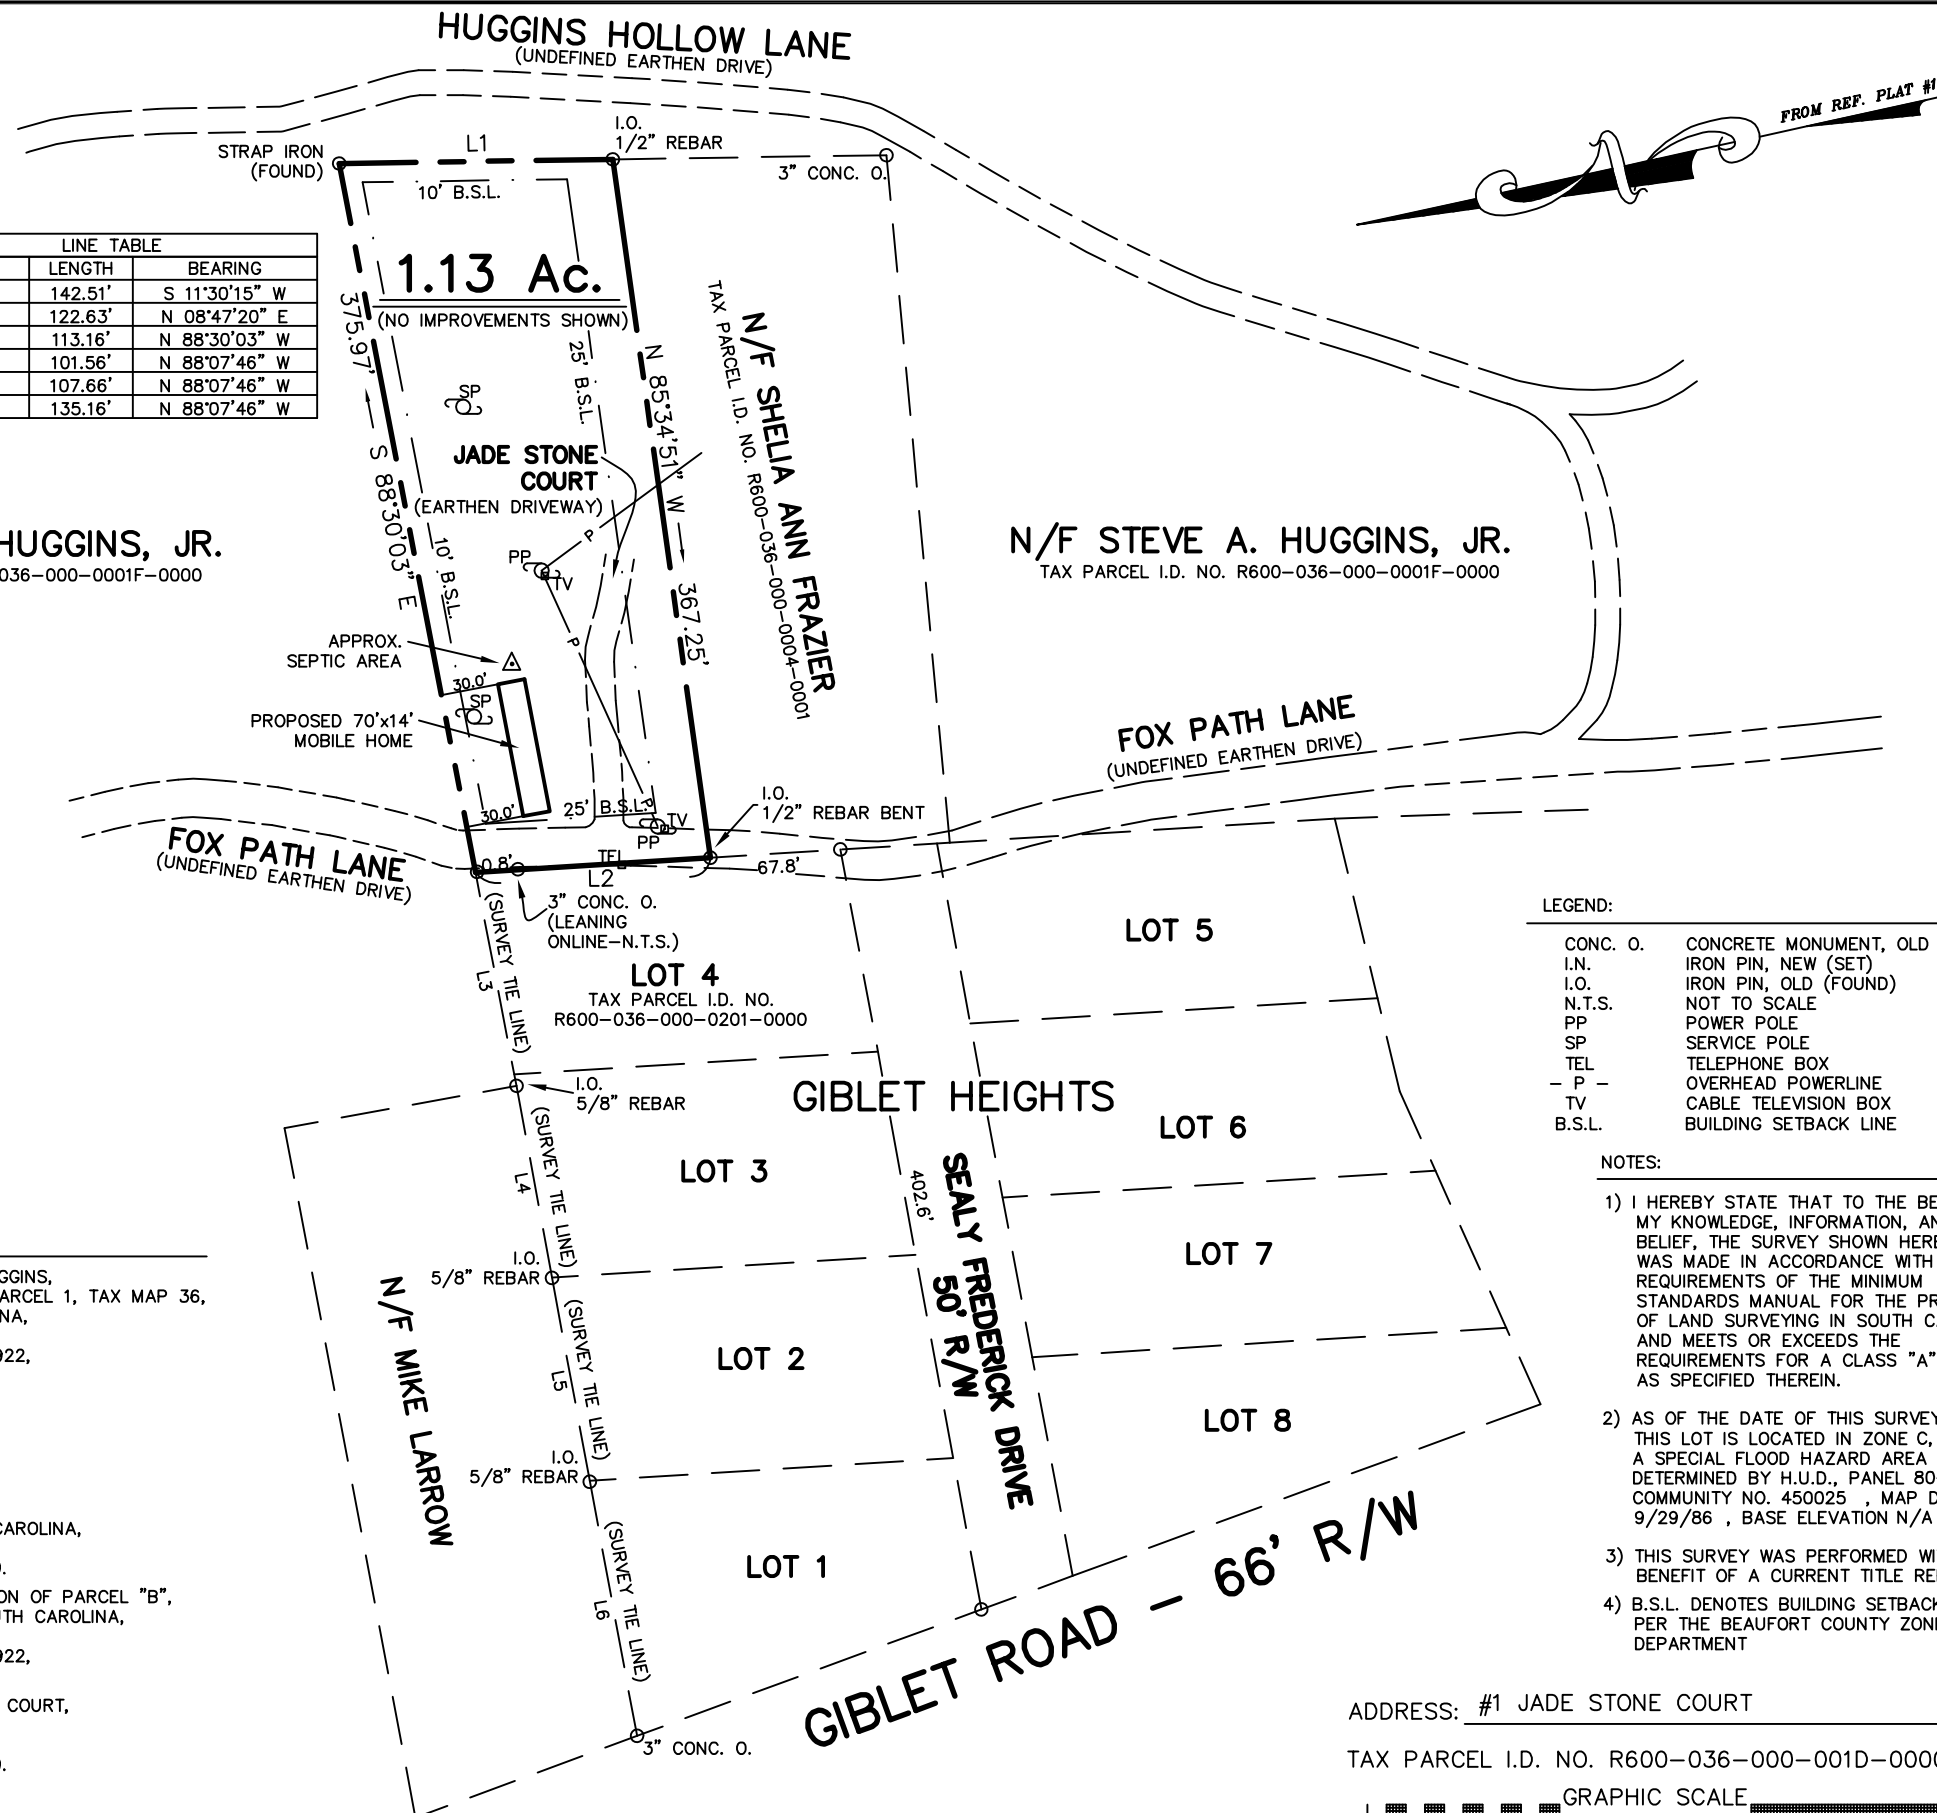 HUGGINS HOLLOW LANE
(UNDEFINED EARTHEN DRIVE)
FROM REF. PLAT #1
N
STRAP IRON
(FOUND)
L1
I.O.
1/2" REBAR
3" CONC. O.
10' B.S.L.
LINE TABLE
LENGTH BEARING
142.51' S 11°30'15" W
122.63' N 08°47'20" E
113.16' N 88°30'03" W
101.56' N 88°07'46" W
107.66' N 88°07'46" W
135.16' N 88°07'46" W
1.13 Ac.
(NO IMPROVEMENTS SHOWN)
375.97'
S 88°30'03" E
10' B.S.L.
25' B.S.L.
N 85°34'51" W
367.25'
N/F SHELIA ANN FRAZIER
TAX PARCEL I.D. NO. R600-036-000-0004-0001
SP
JADE STONE
COURT
(EARTHEN DRIVEWAY)
P
PP
TV
P
HUGGINS, JR.
036-000-0001F-0000
N/F STEVE A. HUGGINS, JR.
TAX PARCEL I.D. NO. R600-036-000-0001F-0000
APPROX.
SEPTIC AREA
30.0'
SP
PROPOSED 70'x14'
MOBILE HOME
30.0'
25' B.S.L.
P
TV
PP
I.O.
1/2" REBAR BENT
FOX PATH LANE
(UNDEFINED EARTHEN DRIVE)
FOX PATH LANE
(UNDEFINED EARTHEN DRIVE)
0.8'
TEL
L2
67.8'
3" CONC. O.
(LEANING
ONLINE-N.T.S.)
(SURVEY TIE LINE)
L3
LOT 4
TAX PARCEL I.D. NO.
R600-036-000-0201-0000
LOT 5
I.O.
5/8" REBAR
GIBLET HEIGHTS
LOT 6
(SURVEY TIE LINE)
L4
LOT 3
402.6'
SEALY FREDERICK DRIVE
50' R/W
LOT 7
I.O.
5/8" REBAR
N/F MIKE LARROW
(SURVEY TIE LINE)
L5
LOT 2
LOT 8
I.O.
5/8" REBAR
(SURVEY TIE LINE)
L6
LOT 1
GIBLET ROAD - 66' R/W
3" CONC. O.
GGINS,
ARCEL 1, TAX MAP 36,
NA,
922,
CAROLINA,
ON OF PARCEL "B",
TH CAROLINA,
922,
COURT,
LEGEND:
CONC. O. CONCRETE MONUMENT, OLD
I.N. IRON PIN, NEW (SET)
I.O. IRON PIN, OLD (FOUND)
N.T.S. NOT TO SCALE
PP POWER POLE
SP SERVICE POLE
TEL TELEPHONE BOX
- P - OVERHEAD POWERLINE
TV CABLE TELEVISION BOX
B.S.L. BUILDING SETBACK LINE
NOTES:
1) I HEREBY STATE THAT TO THE BE
MY KNOWLEDGE, INFORMATION, AN
BELIEF, THE SURVEY SHOWN HERE
WAS MADE IN ACCORDANCE WITH
REQUIREMENTS OF THE MINIMUM
STANDARDS MANUAL FOR THE PR
OF LAND SURVEYING IN SOUTH C
AND MEETS OR EXCEEDS THE
REQUIREMENTS FOR A CLASS "A"
AS SPECIFIED THEREIN.
2) AS OF THE DATE OF THIS SURVEY
THIS LOT IS LOCATED IN ZONE C,
A SPECIAL FLOOD HAZARD AREA
DETERMINED BY H.U.D., PANEL 80
COMMUNITY NO. 450025 , MAP D
9/29/86 , BASE ELEVATION N/A
3) THIS SURVEY WAS PERFORMED WI
BENEFIT OF A CURRENT TITLE RE
4) B.S.L. DENOTES BUILDING SETBACK
PER THE BEAUFORT COUNTY ZON
DEPARTMENT
ADDRESS: #1 JADE STONE COURT
TAX PARCEL I.D. NO. R600-036-000-001D-0000
GRAPHIC SCALE